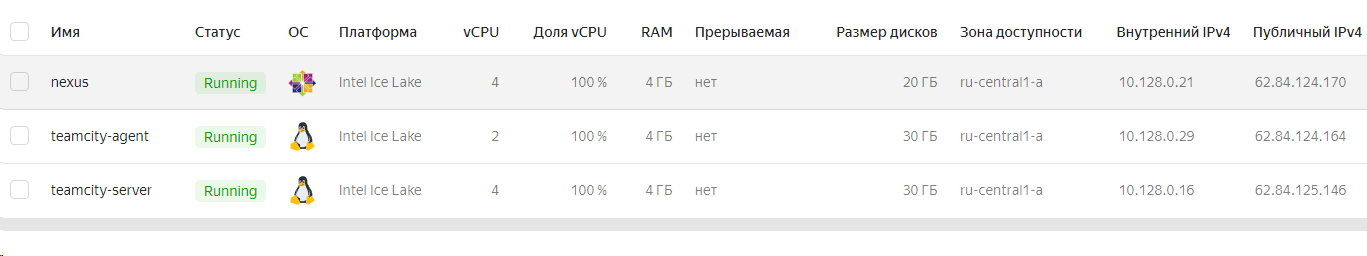 Имя Статус ОС Платформа vCPU Доля vCPU RAM Прерываемая Размер дисков Зона доступности Внутренний IPv4 Публичный IPv4
nexus Running Intel Ice Lake 4 100 % 4 ГБ нет 20 ГБ ru-central1-a 10.128.0.21 62.84.124.170
teamcity-agent Running Intel Ice Lake 2 100 % 4 ГБ нет 30 ГБ ru-central1-a 10.128.0.29 62.84.124.164
teamcity-server Running Intel Ice Lake 4 100 % 4 ГБ нет 30 ГБ ru-central1-a 10.128.0.16 62.84.125.146